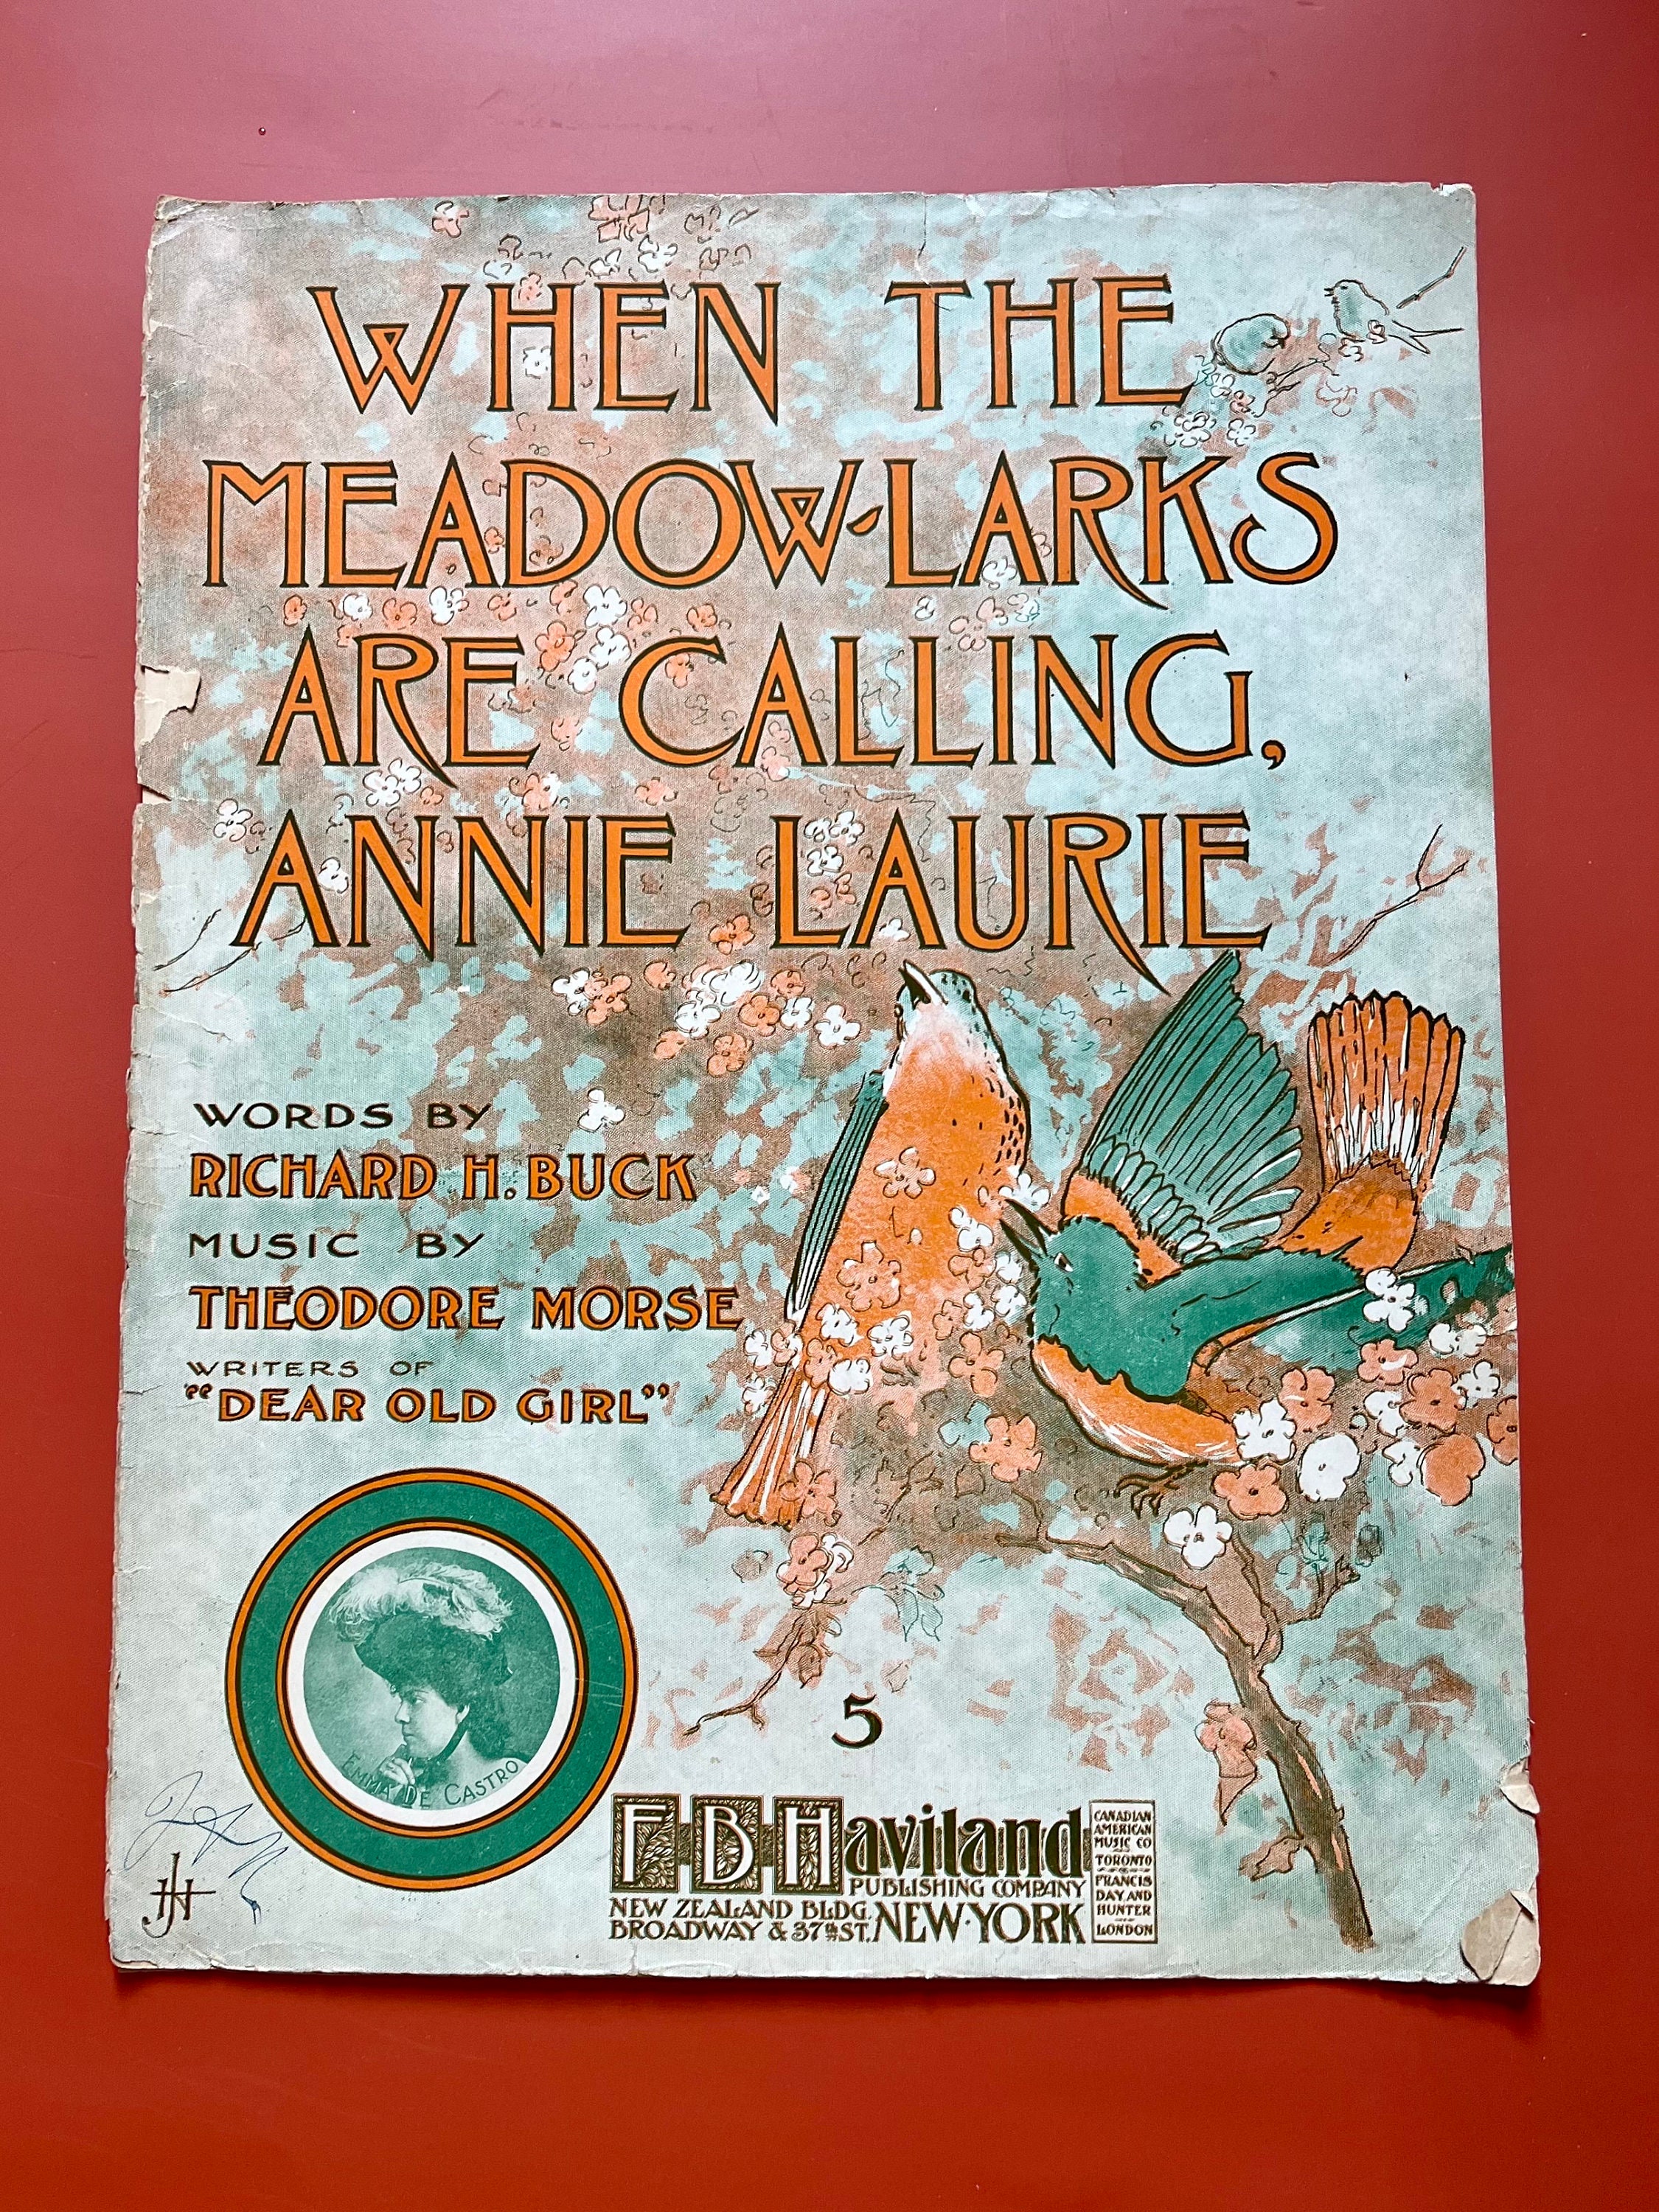 WHEN THE
MEADOW-LARKS
ARE CALLING,
ANNIE LAURIE
WORDS BY
RICHARD H. BUCK
MUSIC BY
THEODORE MORSE
WRITERS OF
"DEAR OLD GIRL"
EMMA DE CASTRO
5
F B Haviland
PUBLISHING COMPANY
NEW ZEALAND BLDG.
BROADWAY & 37TH ST. NEW-YORK
CANADIAN
AMERICAN
MUSIC CO
TORONTO
FRANCIS
DAY AND
HUNTER
LONDON